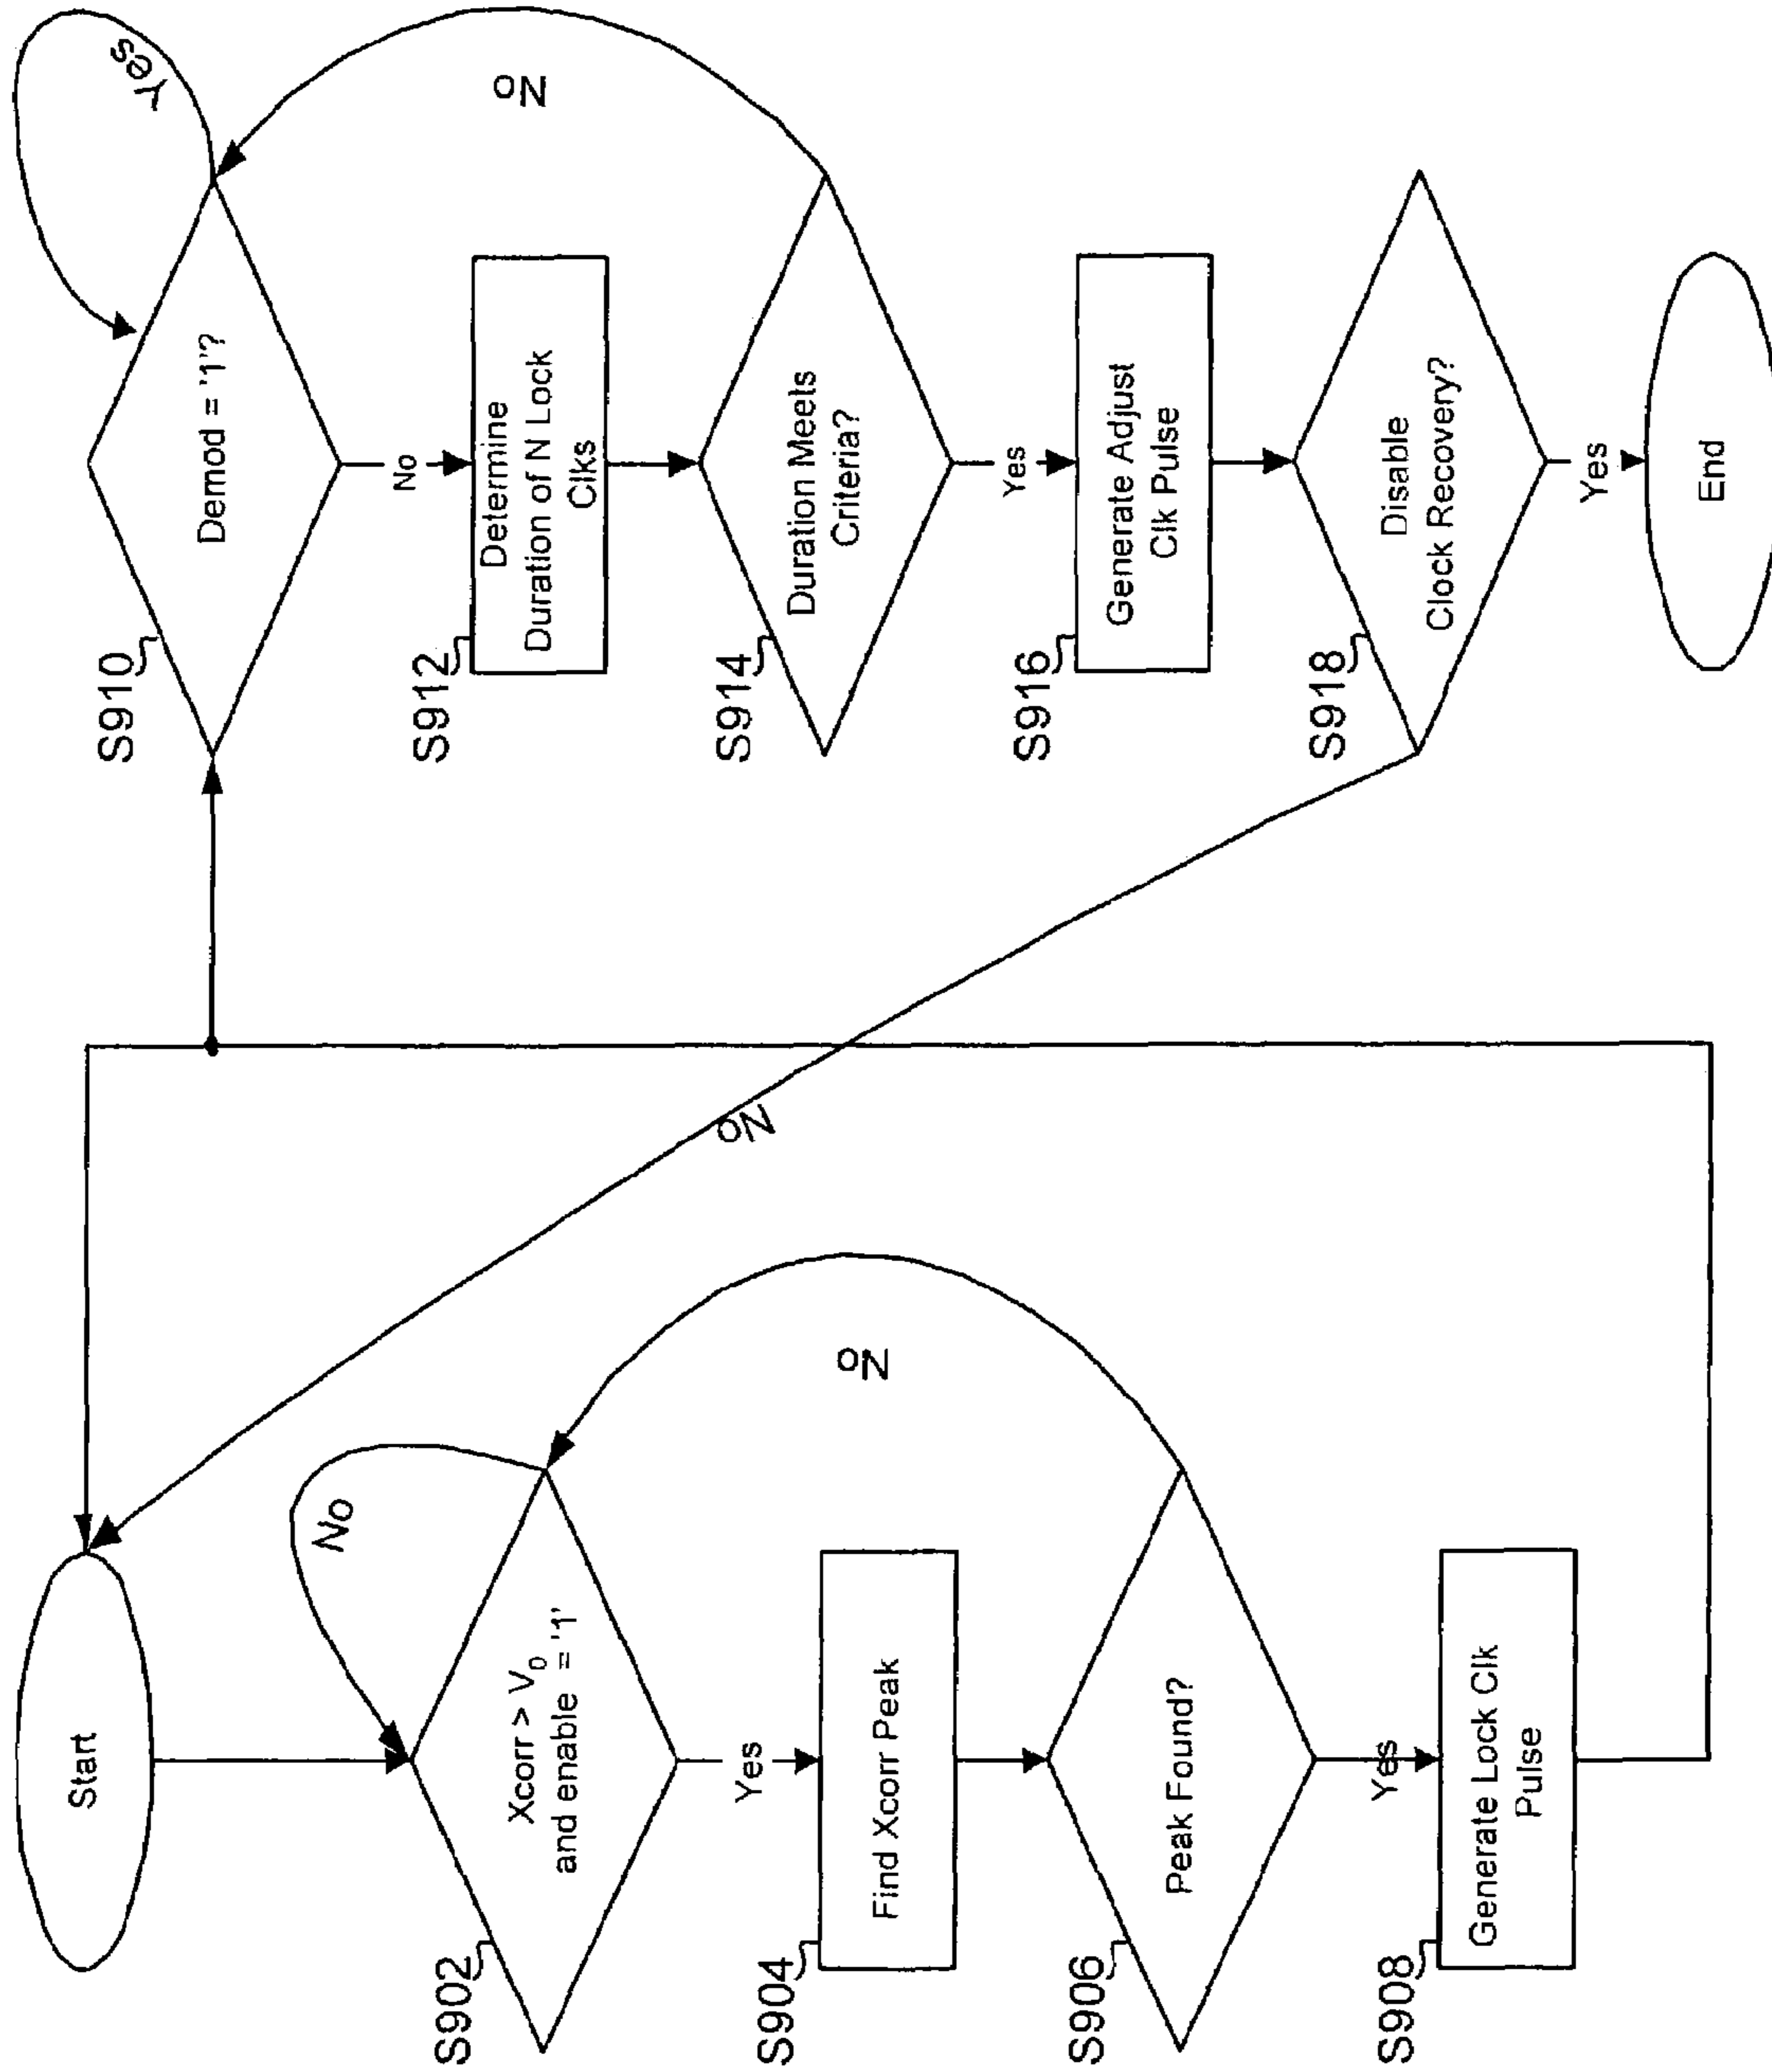 Start
S902
Xcorr > V0
and enable = '1'
No
Yes
S904
Find Xcorr Peak
S906
Peak Found?
No
Yes
S908
Generate Lock Clk
Pulse
S910
Demod = '1'?
Yes
No
S912
Determine
Duration of N Lock
Clks
S914
Duration Meets
Criteria?
No
Yes
S916
Generate Adjust
Clk Pulse
S918
Disable
Clock Recovery?
No
Yes
End